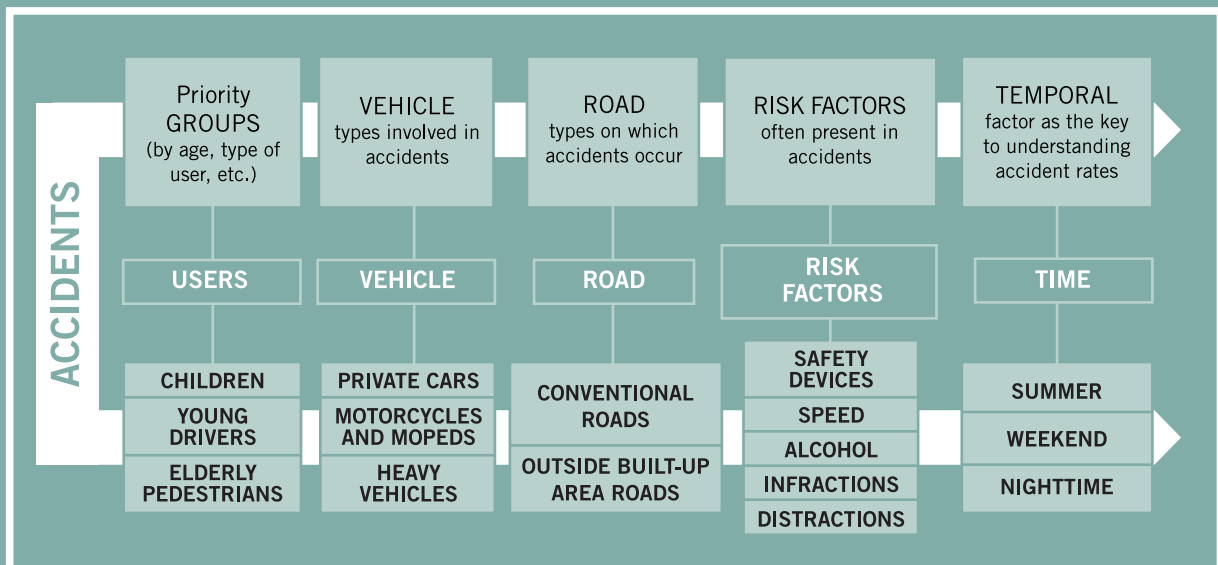 ACCIDENTS
Priority
GROUPS
(by age, type of
user, etc.)
VEHICLE
types involved in
accidents
ROAD
types on which
accidents occur
RISK FACTORS
often present in
accidents
TEMPORAL
factor as the key
to understanding
accident rates
USERS
VEHICLE
ROAD
RISK
FACTORS
TIME
CHILDREN
YOUNG
DRIVERS
ELDERLY
PEDESTRIANS
PRIVATE CARS
MOTORCYCLES
AND MOPEDS
HEAVY
VEHICLES
CONVENTIONAL
ROADS
OUTSIDE BUILT-UP
AREA ROADS
SAFETY
DEVICES
SPEED
ALCOHOL
INFRACTIONS
DISTRACTIONS
SUMMER
WEEKEND
NIGHTTIME